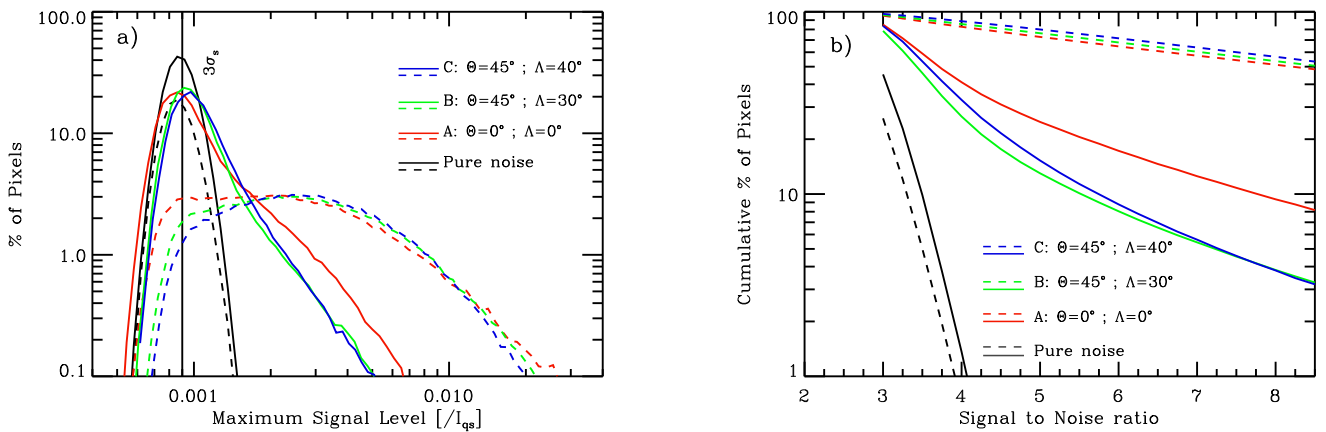 a)
3σs
C: Θ=45° ; Λ=40°
B: Θ=45° ; Λ=30°
A: Θ=0° ; Λ=0°
Pure noise
% of Pixels
100.0
10.0
1.0
0.1
0.001
0.010
Maximum Signal Level [/Iqs]
b)
Cumulative % of Pixels
100
10
1
C: Θ=45° ; Λ=40°
B: Θ=45° ; Λ=30°
A: Θ=0° ; Λ=0°
Pure noise
2 3 4 5 6 7 8
Signal to Noise ratio